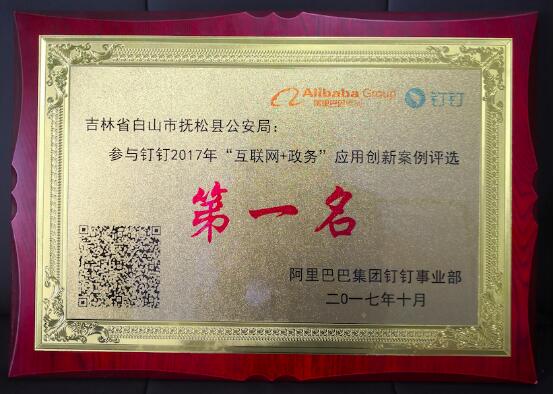 Alibaba Group
阿里巴巴集团
钉钉
吉林省白山市抚松县公安局：
参与钉钉2017年“互联网+政务”应用创新案例评选
第一名
阿里巴巴集团钉钉事业部
二〇一七年十月